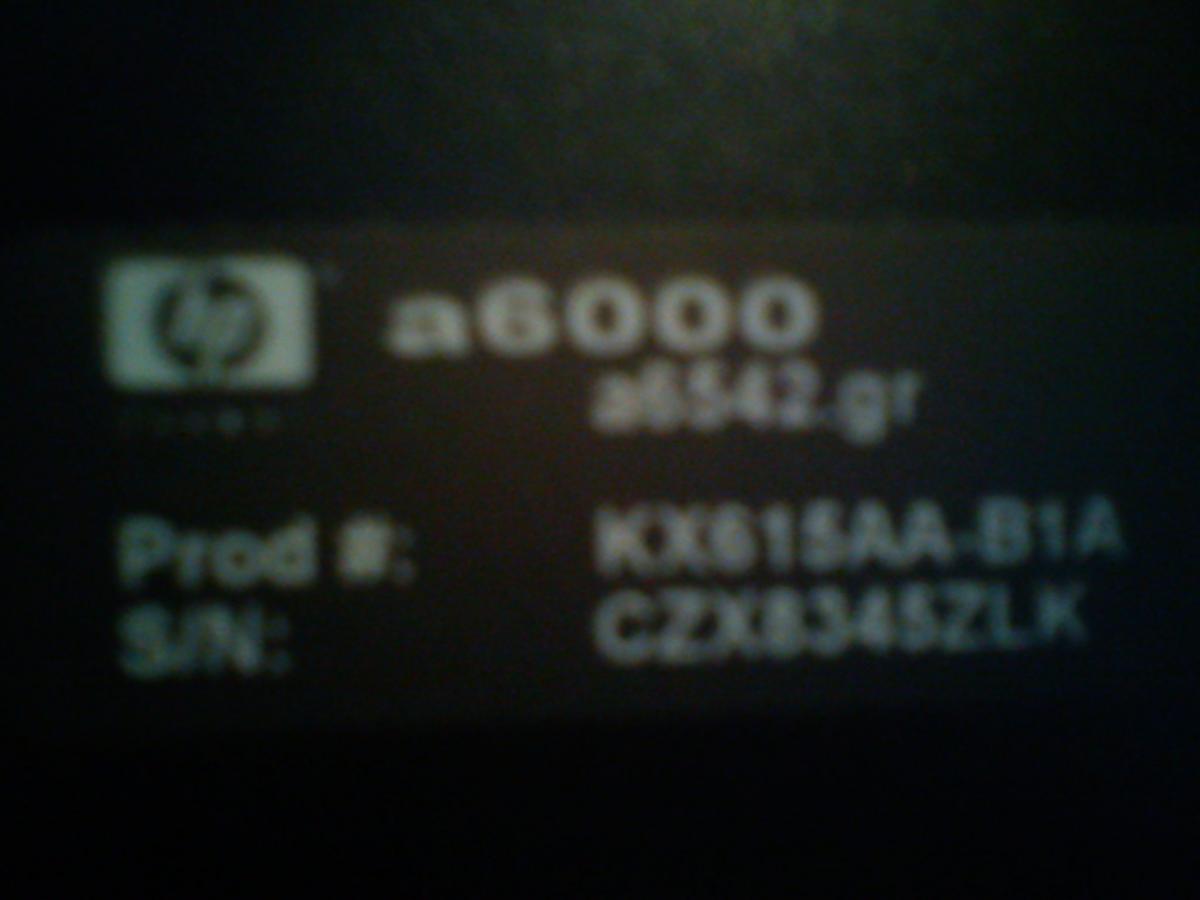 hp a6000
a6542.gr
Prod #: KX615AA-B1A
S/N: CZX8345ZLK